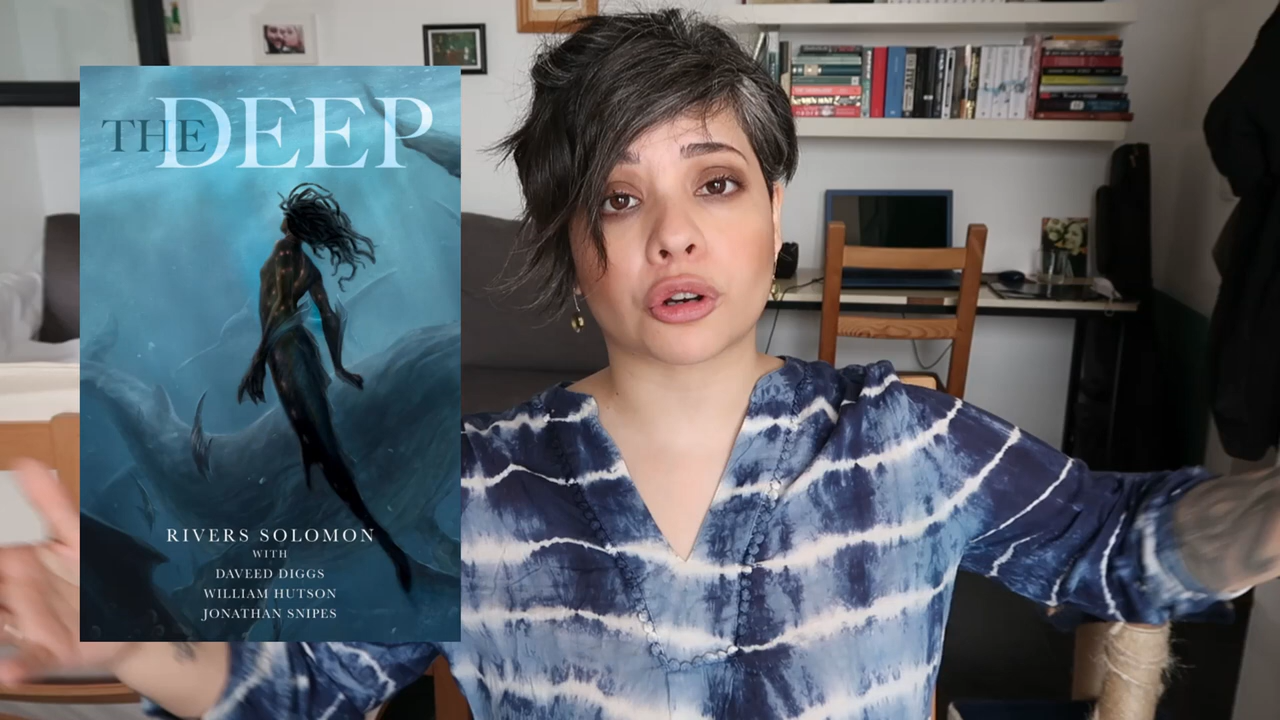 THE DEEP
RIVERS SOLOMON
WITH
DAVEED DIGGS
WILLIAM HUTSON
JONATHAN SNIPES